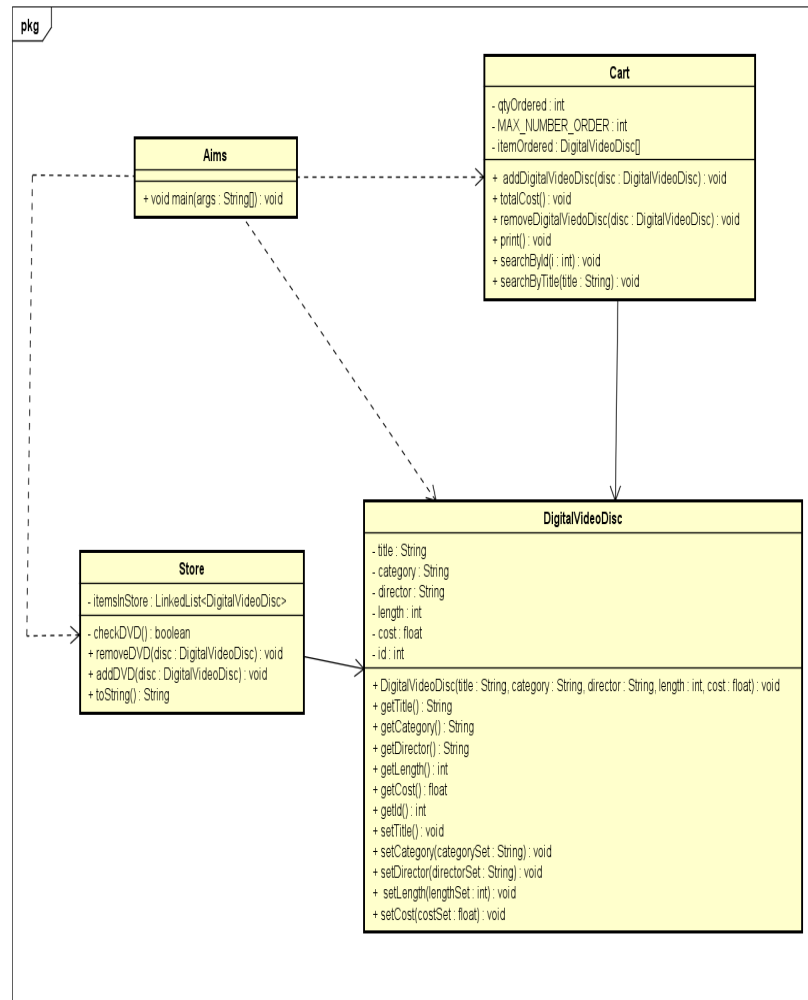 pkg
Cart
- qtyOrdered : int
- MAX_NUMBER_ORDER : int
- itemOrdered : DigitalVideoDisc[]
+ addDigitalVideoDisc(disc : DigitalVideoDisc) : void
+ totalCost() : void
+ removeDigitalViedoDisc(disc : DigitalVideoDisc) : void
+ print() : void
+ searchById(i : int) : void
+ searchByTitle(title : String) : void
Aims
+ void main(args : String[]) : void
DigitalVideoDisc
- title : String
- category : String
- director : String
- length : int
- cost : float
- id : int
+ DigitalVideoDisc(title : String, category : String, director : String, length : int, cost : float) : void
+ getTitle() : String
+ getCategory() : String
+ getDirector() : String
+ getLength() : int
+ getCost() : float
+ getId() : int
+ setTitle() : void
+ setCategory(categorySet : String) : void
+ setDirector(directorSet : String) : void
+ setLength(lengthSet : int) : void
+ setCost(costSet : float) : void
Store
- itemsInStore : LinkedList<DigitalVideoDisc>
- checkDVD() : boolean
+ removeDVD(disc : DigitalVideoDisc) : void
+ addDVD(disc : DigitalVideoDisc) : void
+ toString() : String